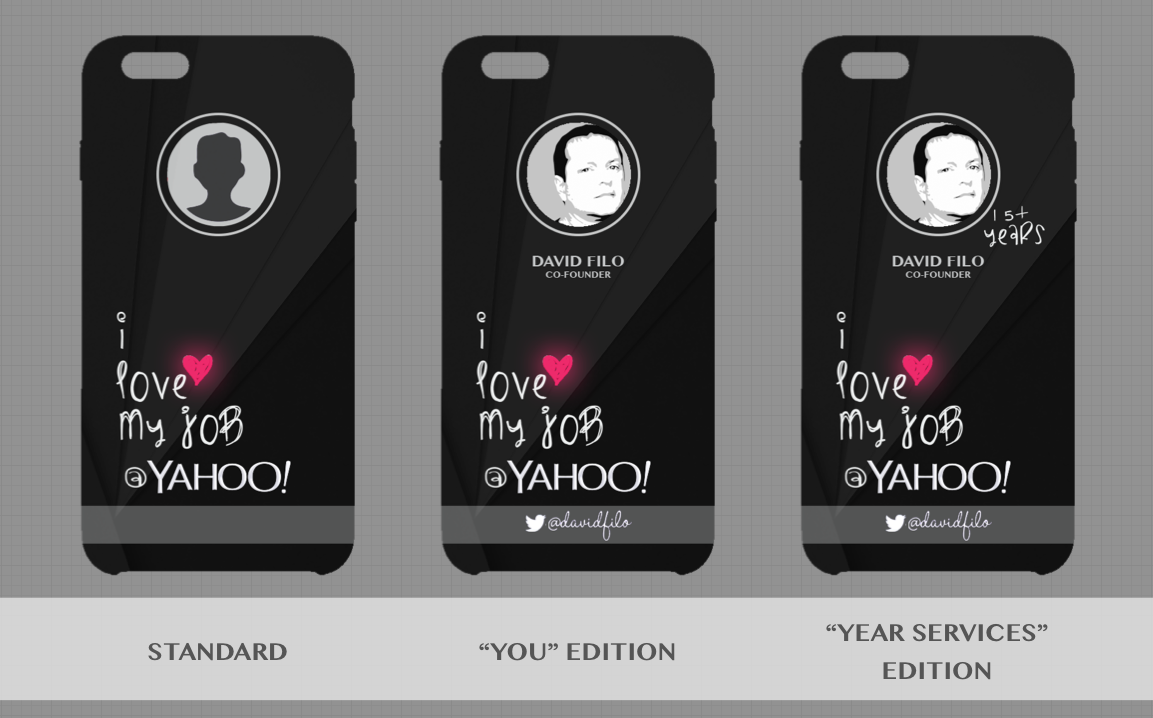 i
love
my job
@YAHOO!
STANDARD
DAVID FILO
CO-FOUNDER
i
love
my job
@YAHOO!
@davidfilo
“YOU” EDITION
15+
years
DAVID FILO
CO-FOUNDER
i
love
my job
@YAHOO!
@davidfilo
“YEAR SERVICES”
EDITION